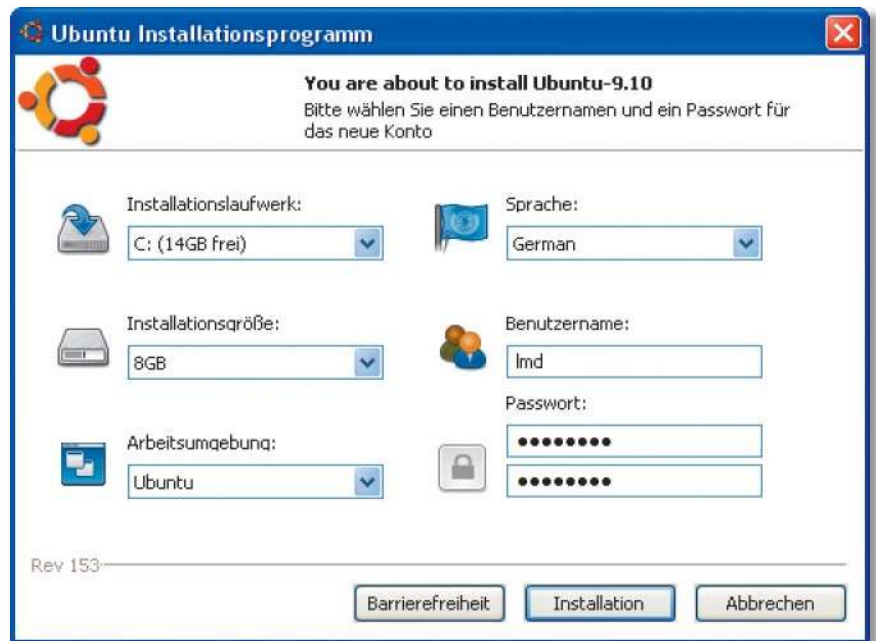 Ubuntu Installationsprogramm
You are about to install Ubuntu-9.10
Bitte wählen Sie einen Benutzernamen und ein Passwort für
das neue Konto
Installationslaufwerk:
C: (14GB frei)
Sprache:
German
Installationsgröße:
8GB
Benutzername:
lmd
Passwort:
●●●●●●●●
●●●●●●●●
Arbeitsumgebung:
Ubuntu
Rev 153
Barrierefreiheit
Installation
Abbrechen